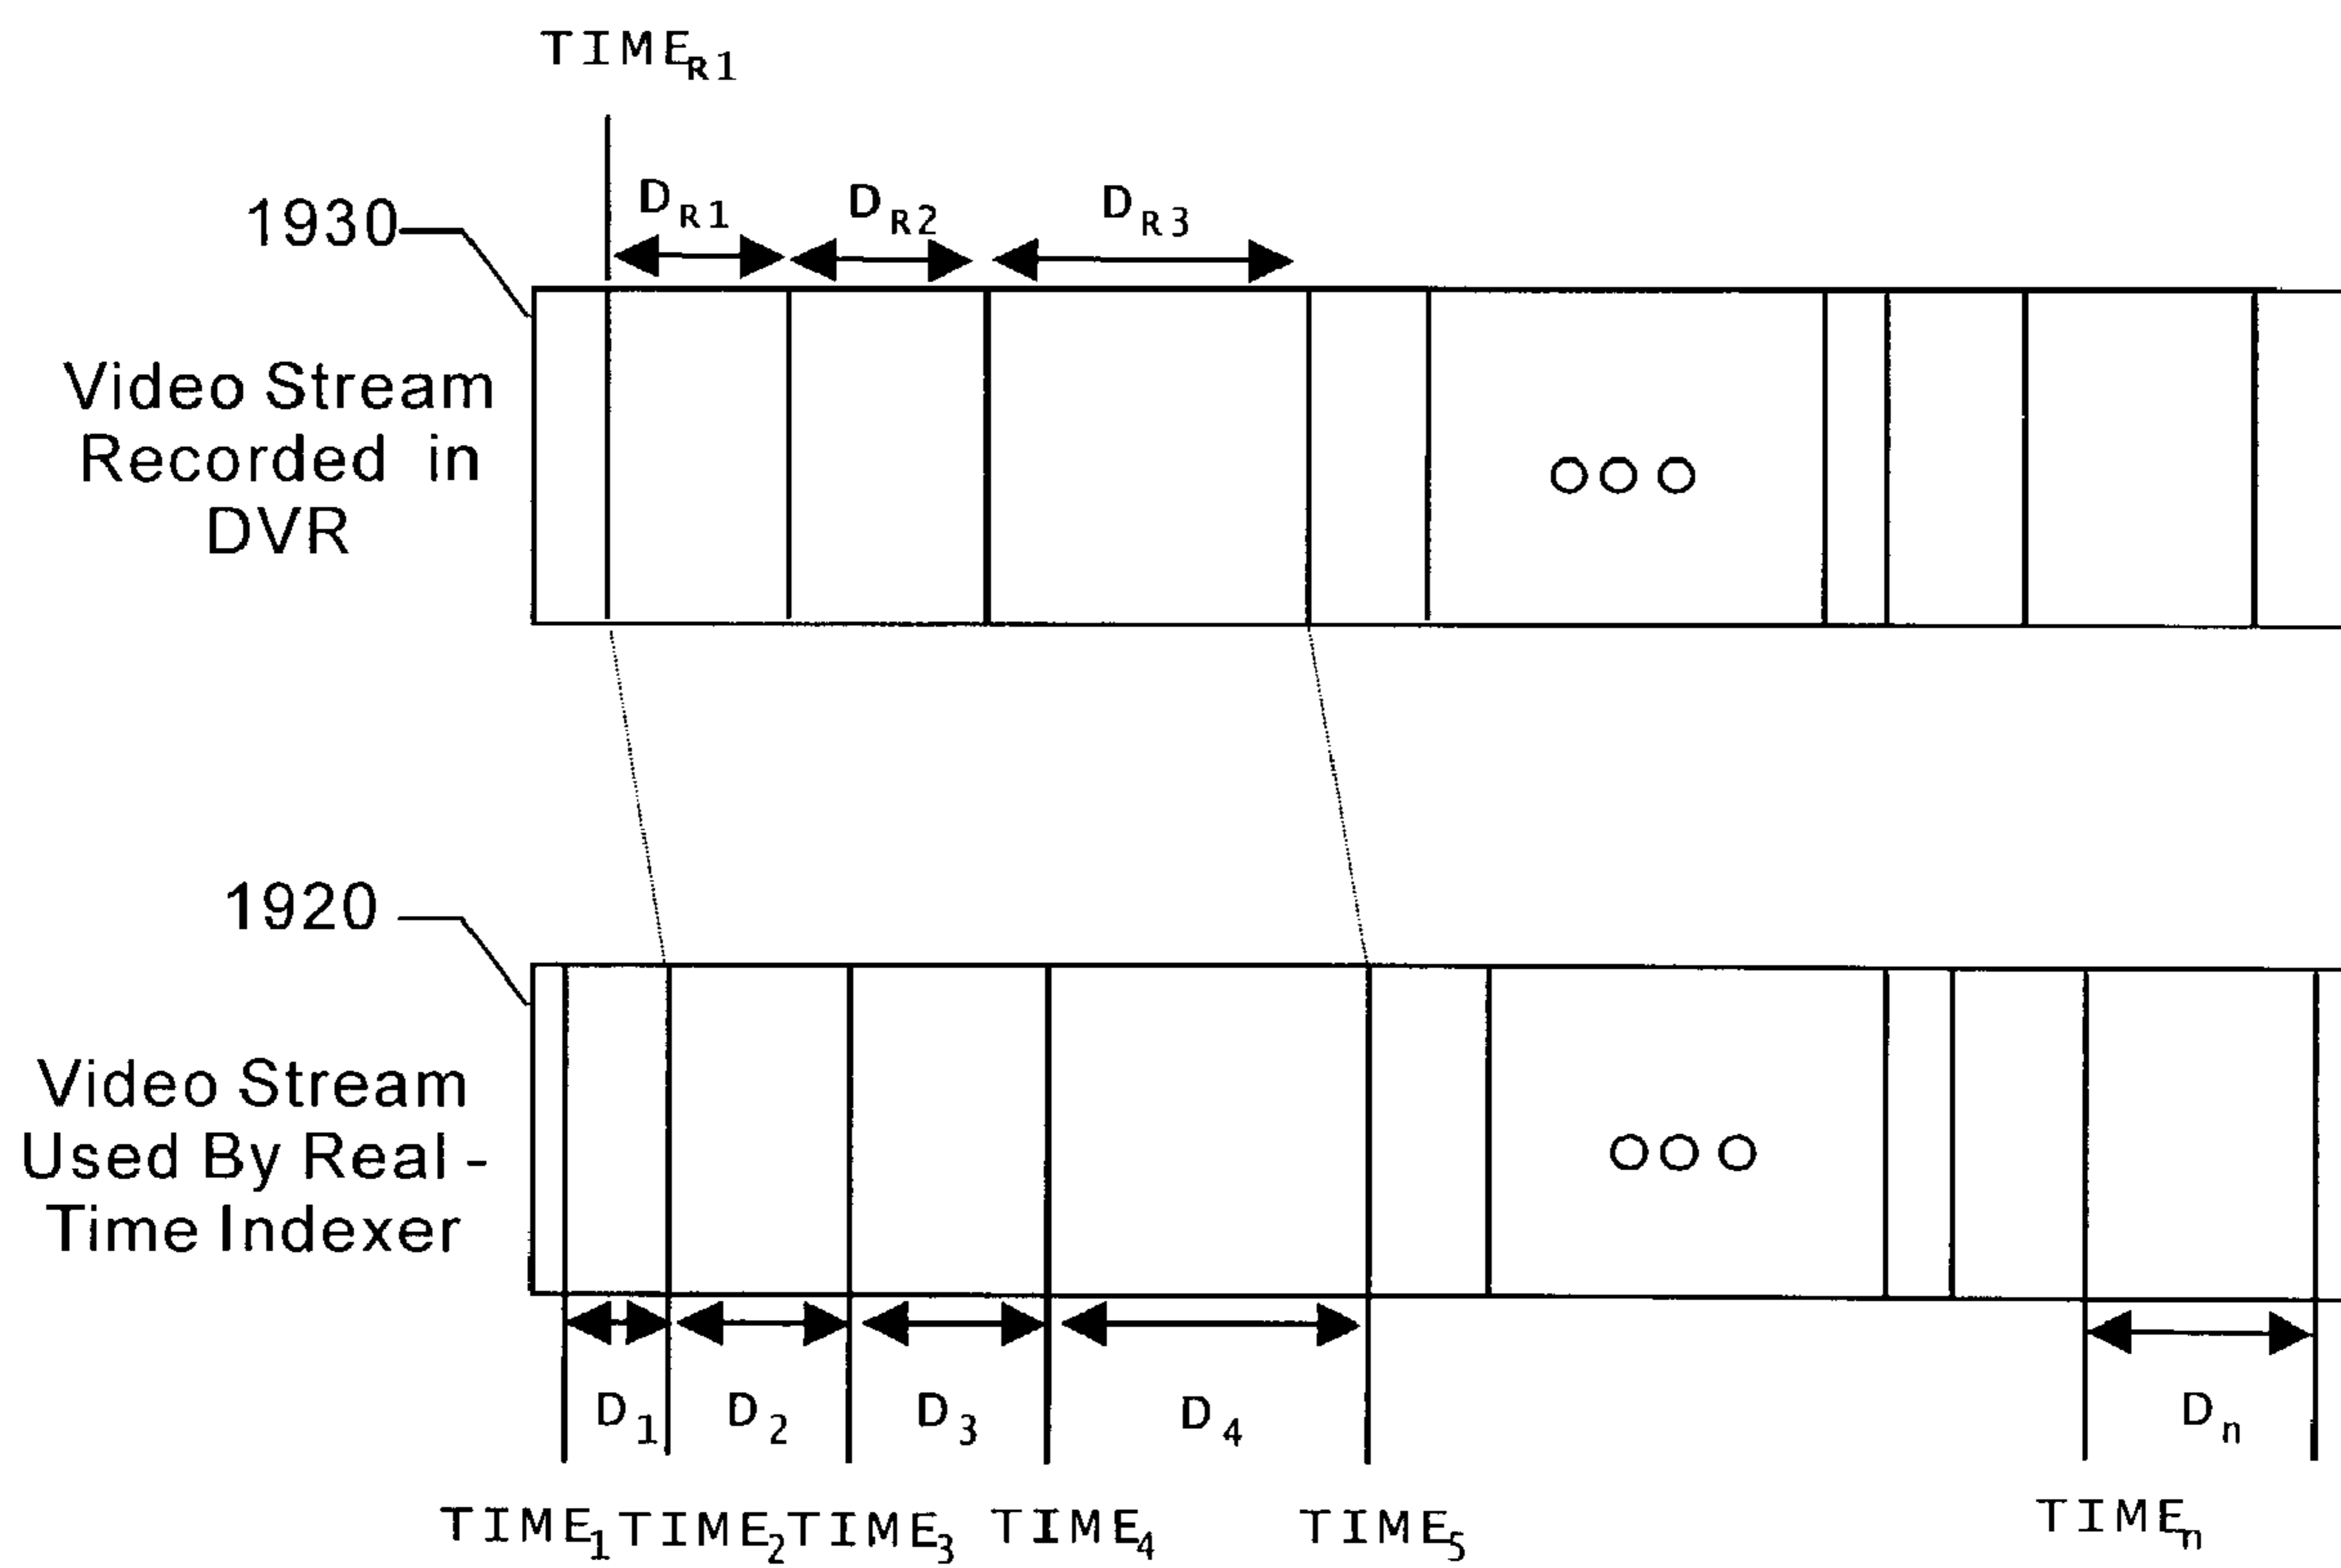 TIME_R1
D_R1 D_R2 D_R3
1930
Video Stream
Recorded in
DVR
1920
Video Stream
Used By Real -
Time Indexer
D_1 D_2 D_3 D_4 D_n
TIME_1 TIME_2 TIME_3 TIME_4 TIME_5 TIME_n